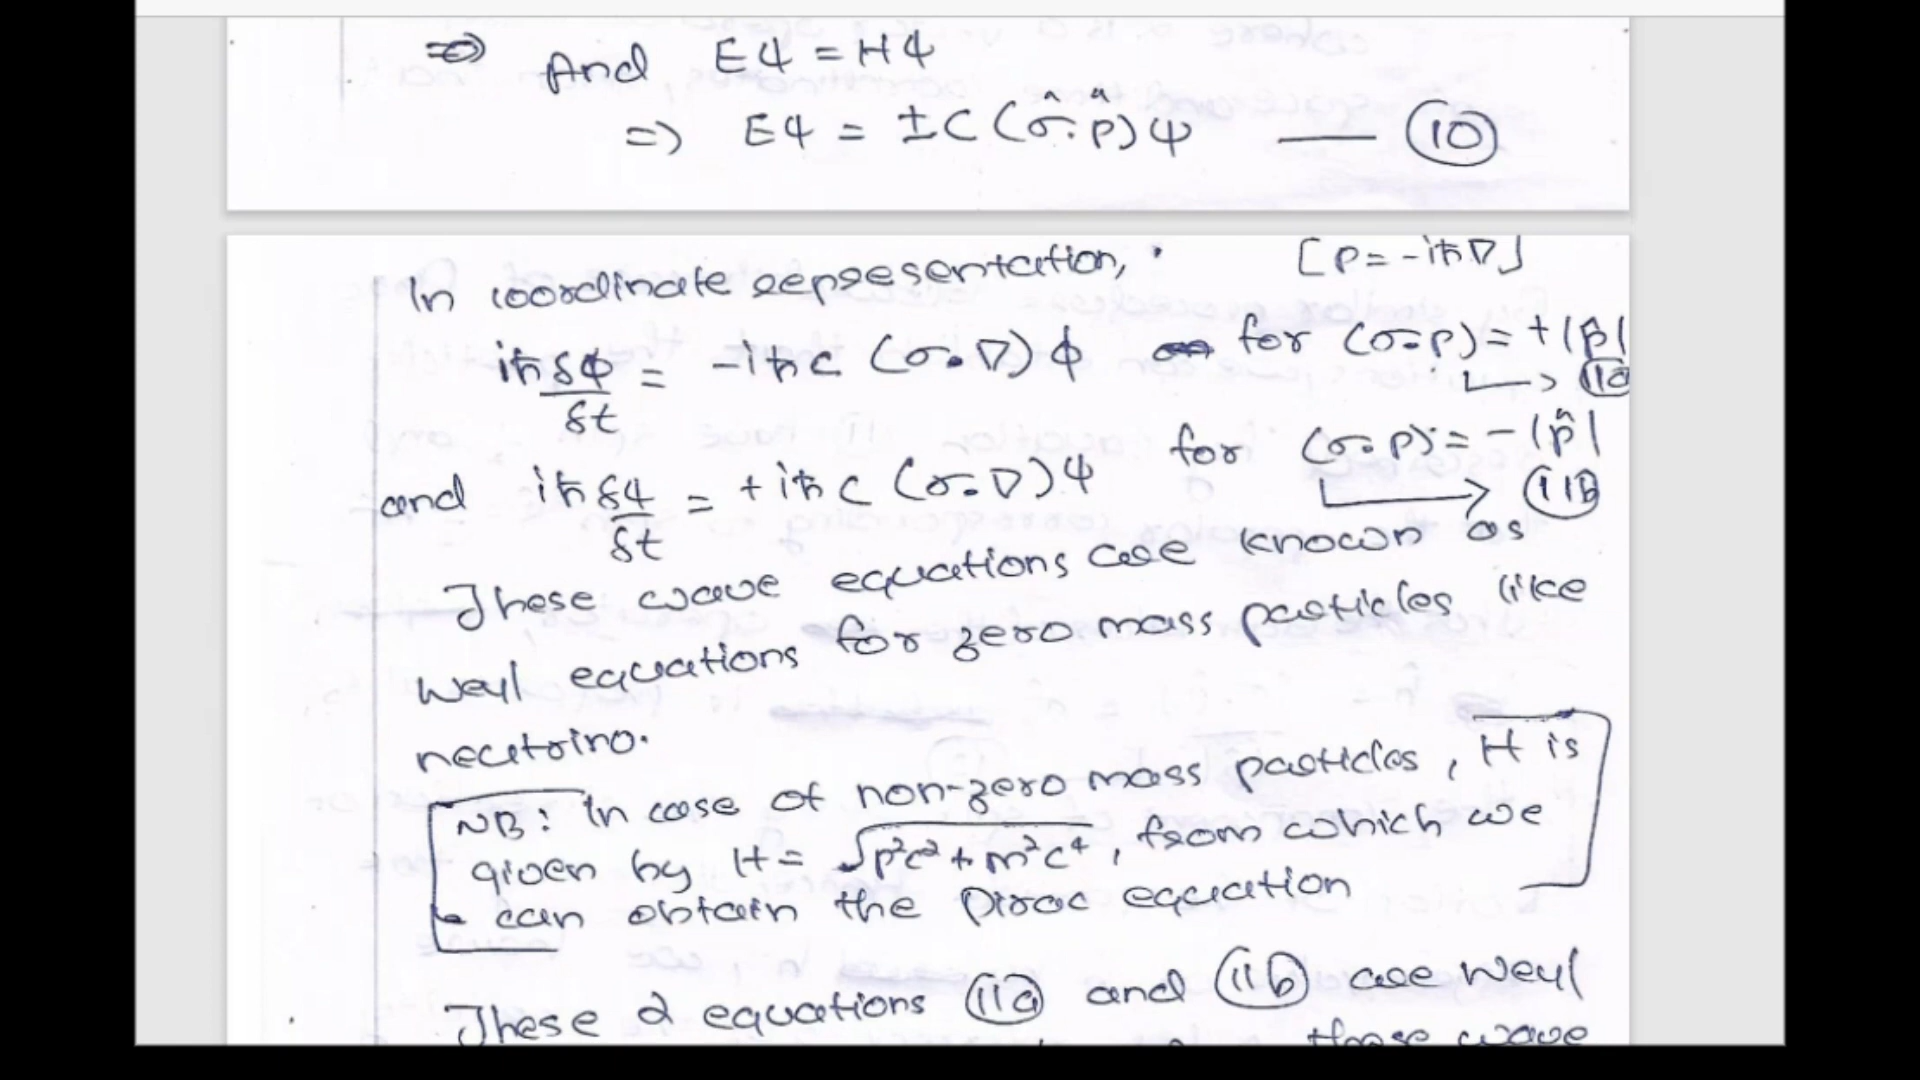 ⇒ And Eψ = Hψ
⇒ Eψ = ±C(σ̂.p̂)ψ —— (10)
In coordinate representation, [p = -iħ∇]
iħ δφ/δt = -iħc (σ.∇)φ for (σ.p) = +|p̂| ↳ (11a)
and iħ δψ/δt = +iħc (σ.∇)ψ for (σ.p) = -|p̂| ↳ (11b)
These wave equations are known as
Weyl equations for zero mass particles like
neutrino.
NB: In case of non-zero mass particles, H is
given by H = √p²c² + m²c⁴, from which we
can obtain the Dirac equation
These 2 equations (11a) and (11b) are Weyl
these wave